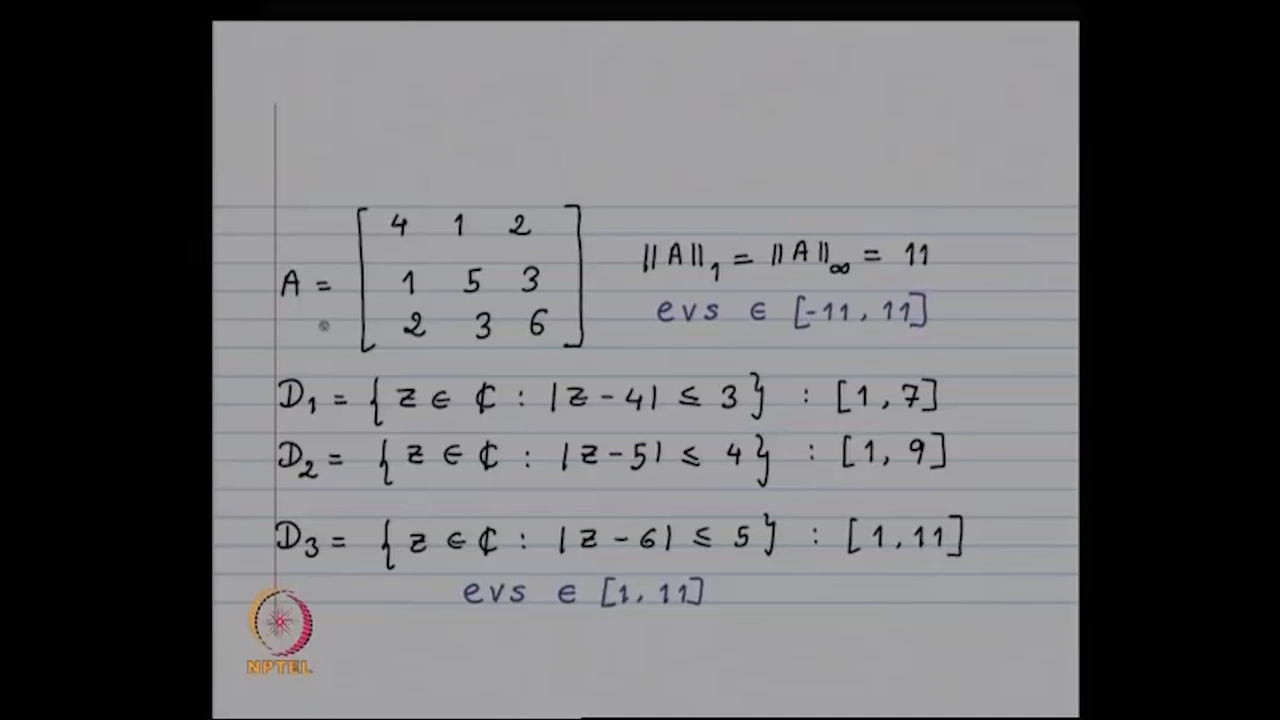 4 1 2
A = 1 5 3
2 3 6
||A||₁ = ||A||∞ = 11
evs ∈ [-11, 11]
D₁ = { z ∈ ₵ : |z - 4| ≤ 3 } : [1, 7]
D₂ = { z ∈ ₵ : |z - 5| ≤ 4 } : [1, 9]
D₃ = { z ∈ ₵ : |z - 6| ≤ 5 } : [1, 11]
evs ∈ [1, 11]
NPTEL